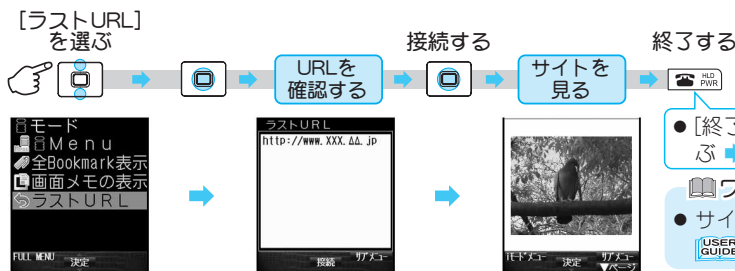 [ラストURL]
を選ぶ
接続する
終了する
URLを
確認する
サイトを
見る
HLD
PWR
iモード
iMenu
全Bookmark表示
画面メモの表示
ラストURL
FULL MENU 決定
ラストURL
http://www.XXX.ΔΔ.jp
接続 サブメニュー
iモードメニュー 決定 サブメニュー
▼ページ
●[終了
ぶ
●サイ
USER
GUIDE